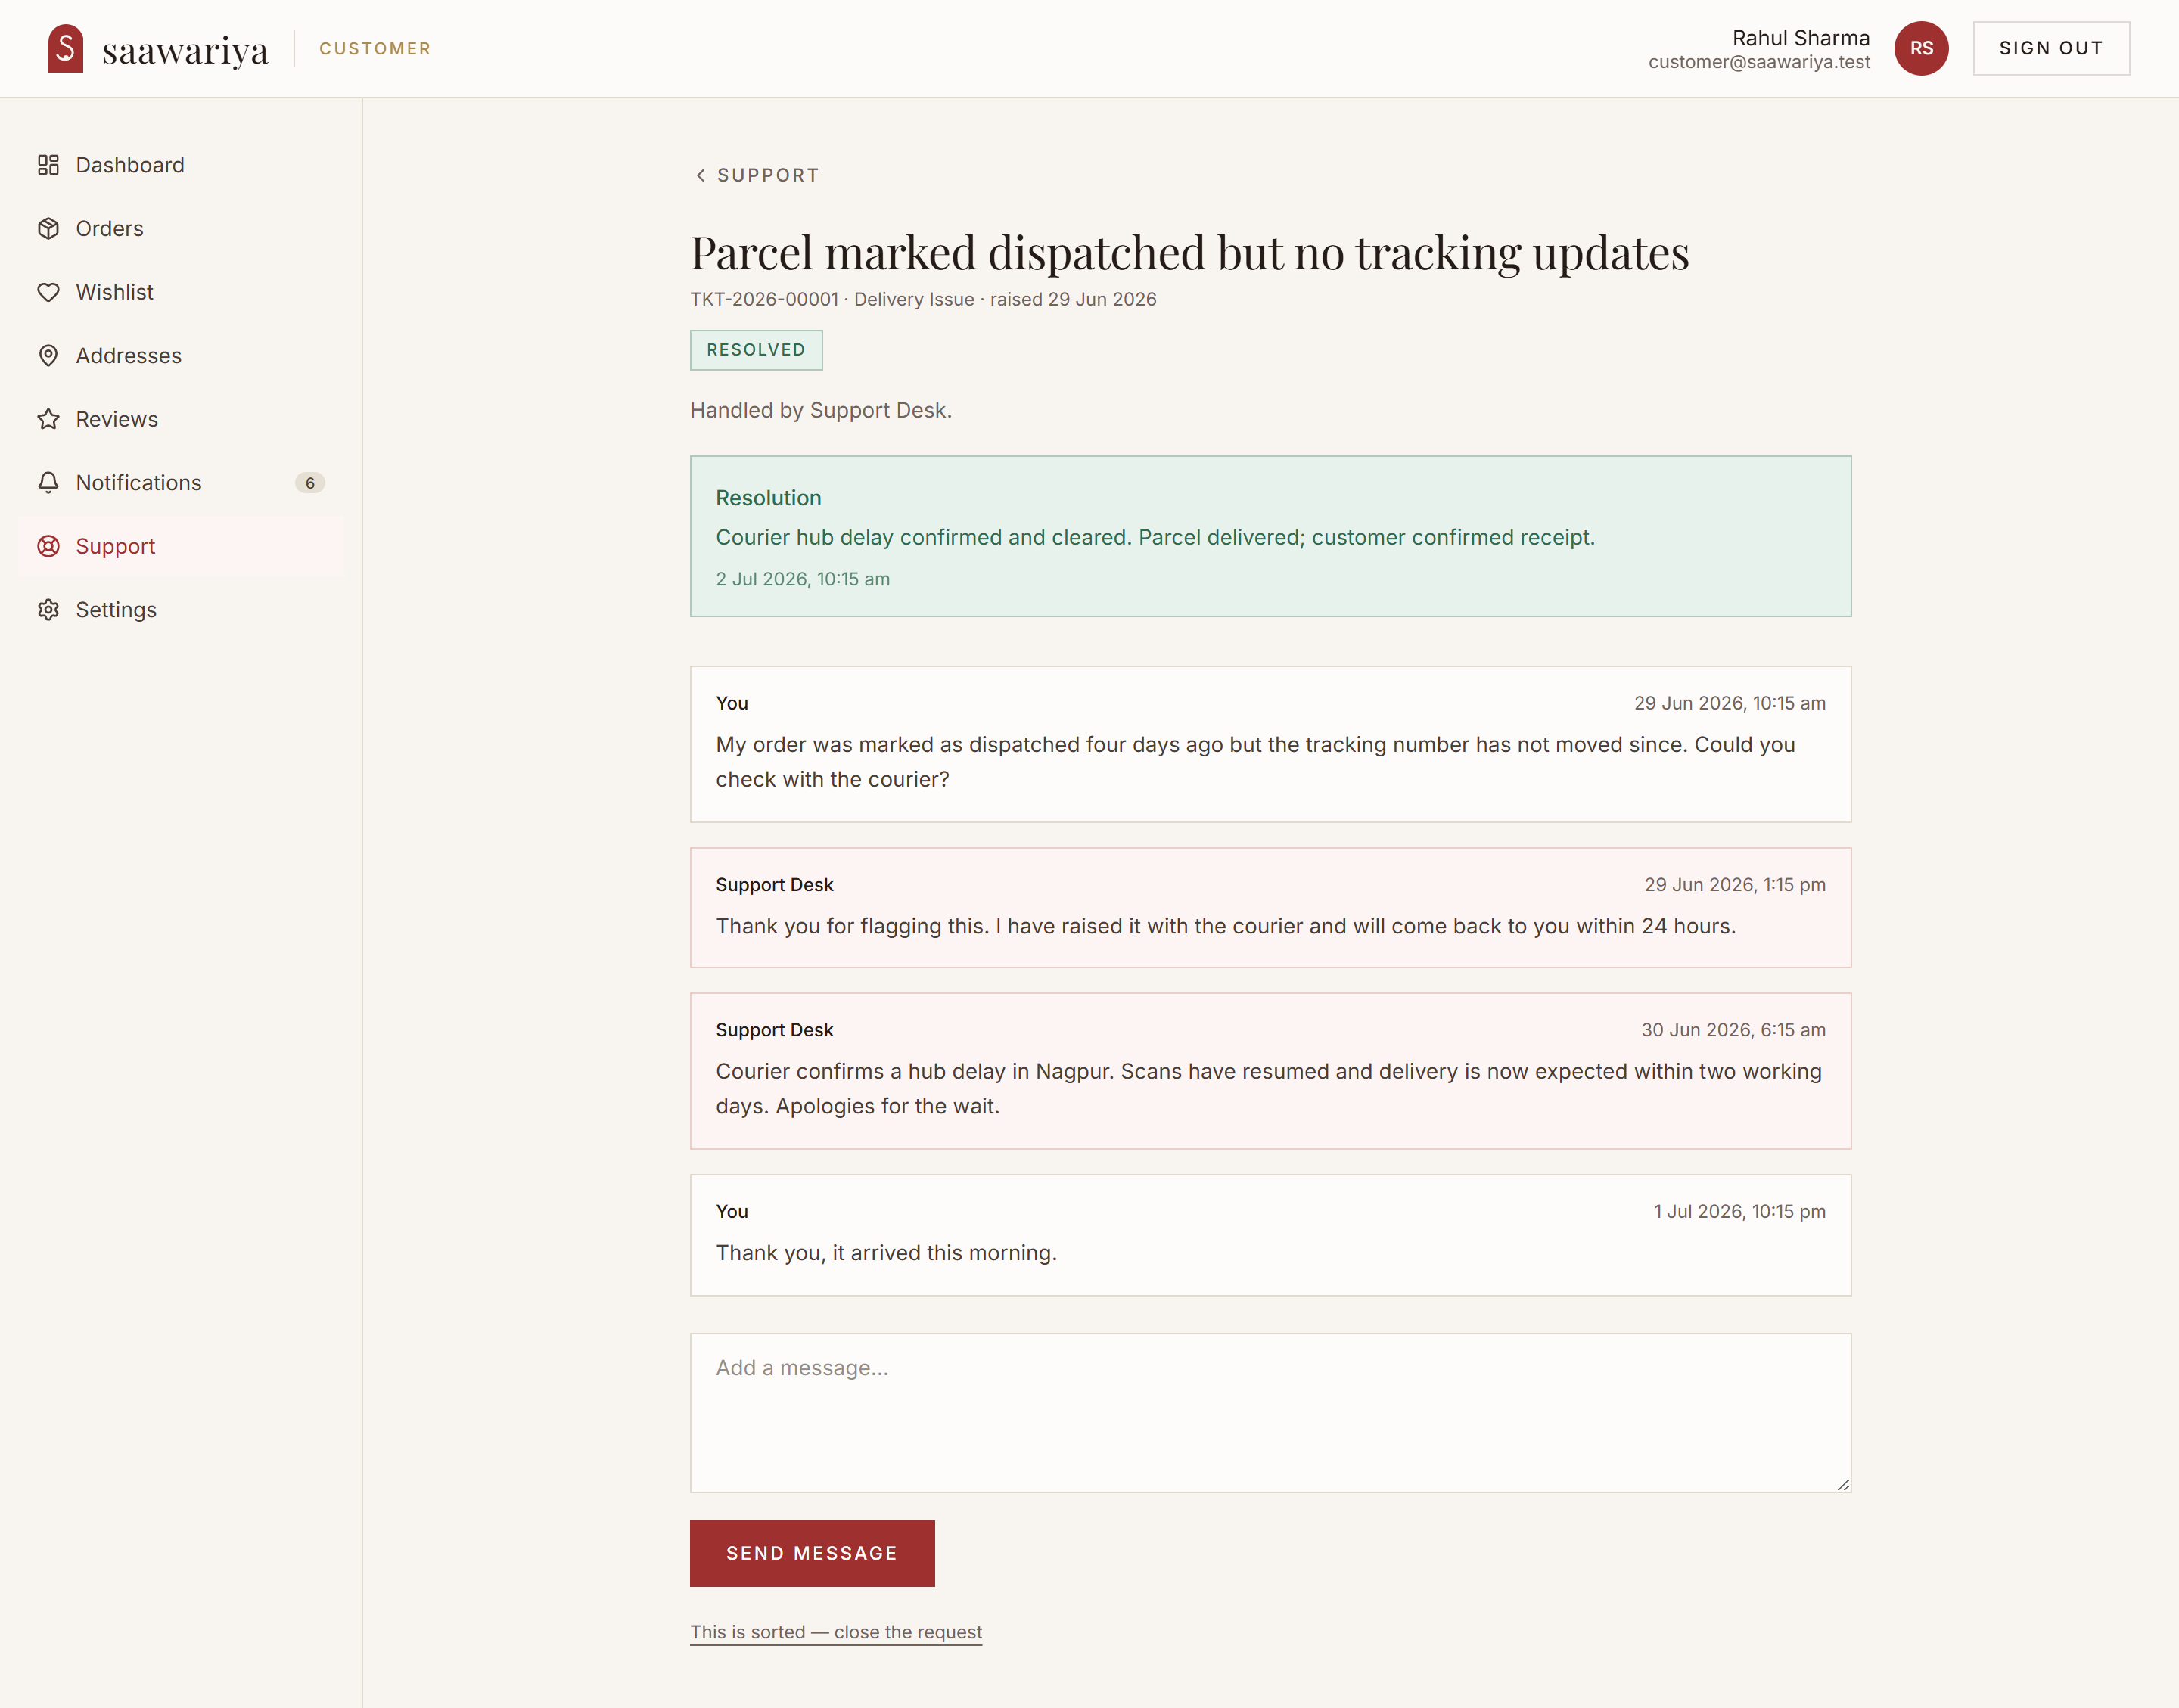 saawariya
CUSTOMER
Rahul Sharma
customer@saawariya.test
RS
SIGN OUT
Dashboard
Orders
Wishlist
Addresses
Reviews
Notifications 6
Support
Settings
SUPPORT
Parcel marked dispatched but no tracking updates
TKT-2026-00001 · Delivery Issue · raised 29 Jun 2026
RESOLVED
Handled by Support Desk.
Resolution
Courier hub delay confirmed and cleared. Parcel delivered; customer confirmed receipt.
2 Jul 2026, 10:15 am
You 29 Jun 2026, 10:15 am
My order was marked as dispatched four days ago but the tracking number has not moved since. Could you
check with the courier?
Support Desk 29 Jun 2026, 1:15 pm
Thank you for flagging this. I have raised it with the courier and will come back to you within 24 hours.
Support Desk 30 Jun 2026, 6:15 am
Courier confirms a hub delay in Nagpur. Scans have resumed and delivery is now expected within two working
days. Apologies for the wait.
You 1 Jul 2026, 10:15 pm
Thank you, it arrived this morning.
Add a message...
SEND MESSAGE
This is sorted — close the request